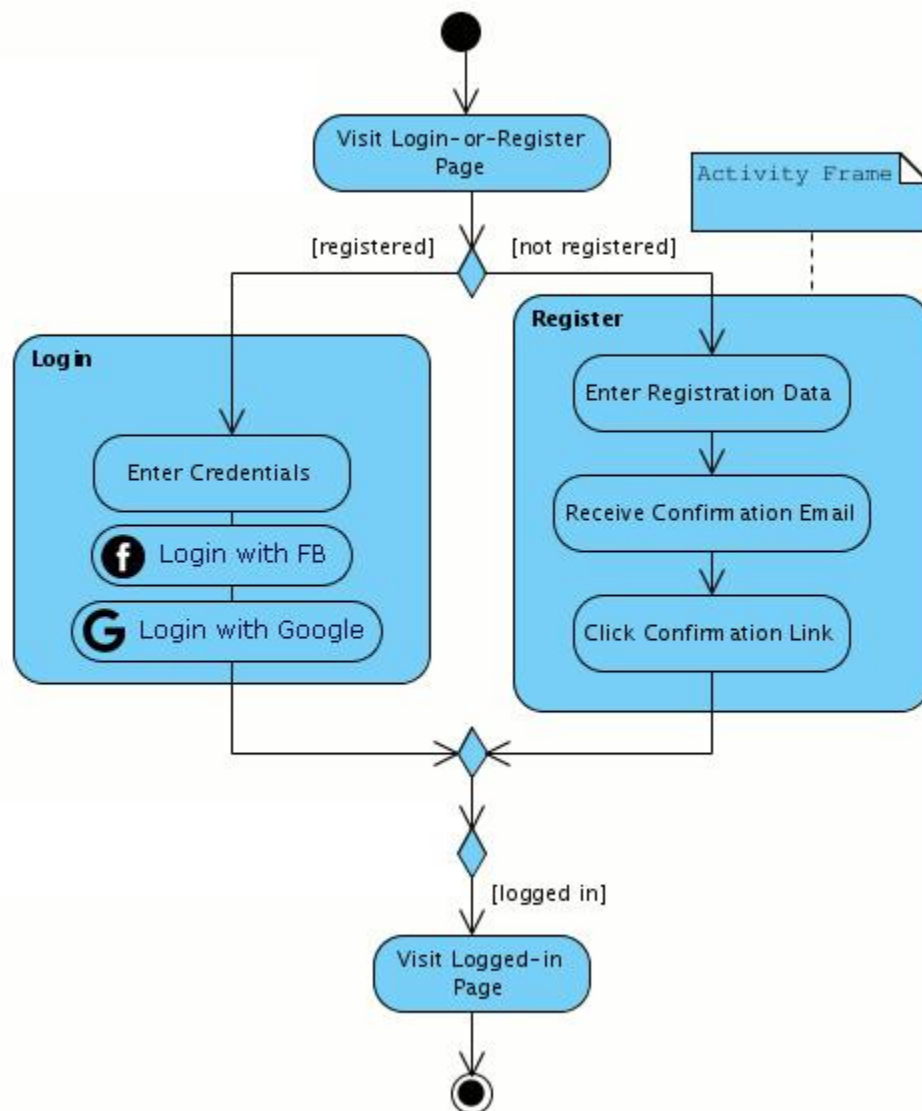 Visit Login-or-Register
Page
Activity Frame
[registered]
[not registered]
Login
Enter Credentials
f Login with FB
G Login with Google
Register
Enter Registration Data
Receive Confirmation Email
Click Confirmation Link
[logged in]
Visit Logged-in
Page